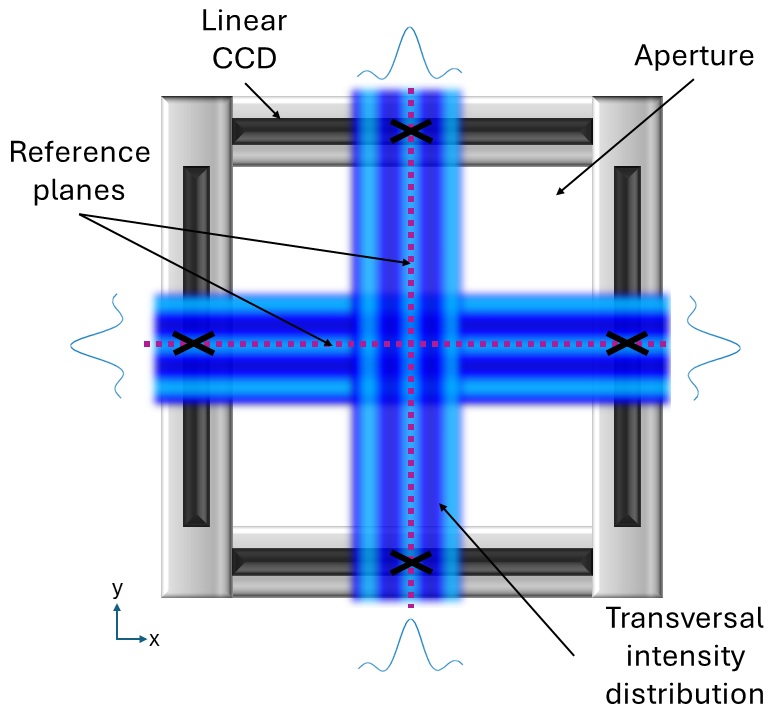 Linear
CCD
Aperture
Reference
planes
y
x
Transversal
intensity
distribution